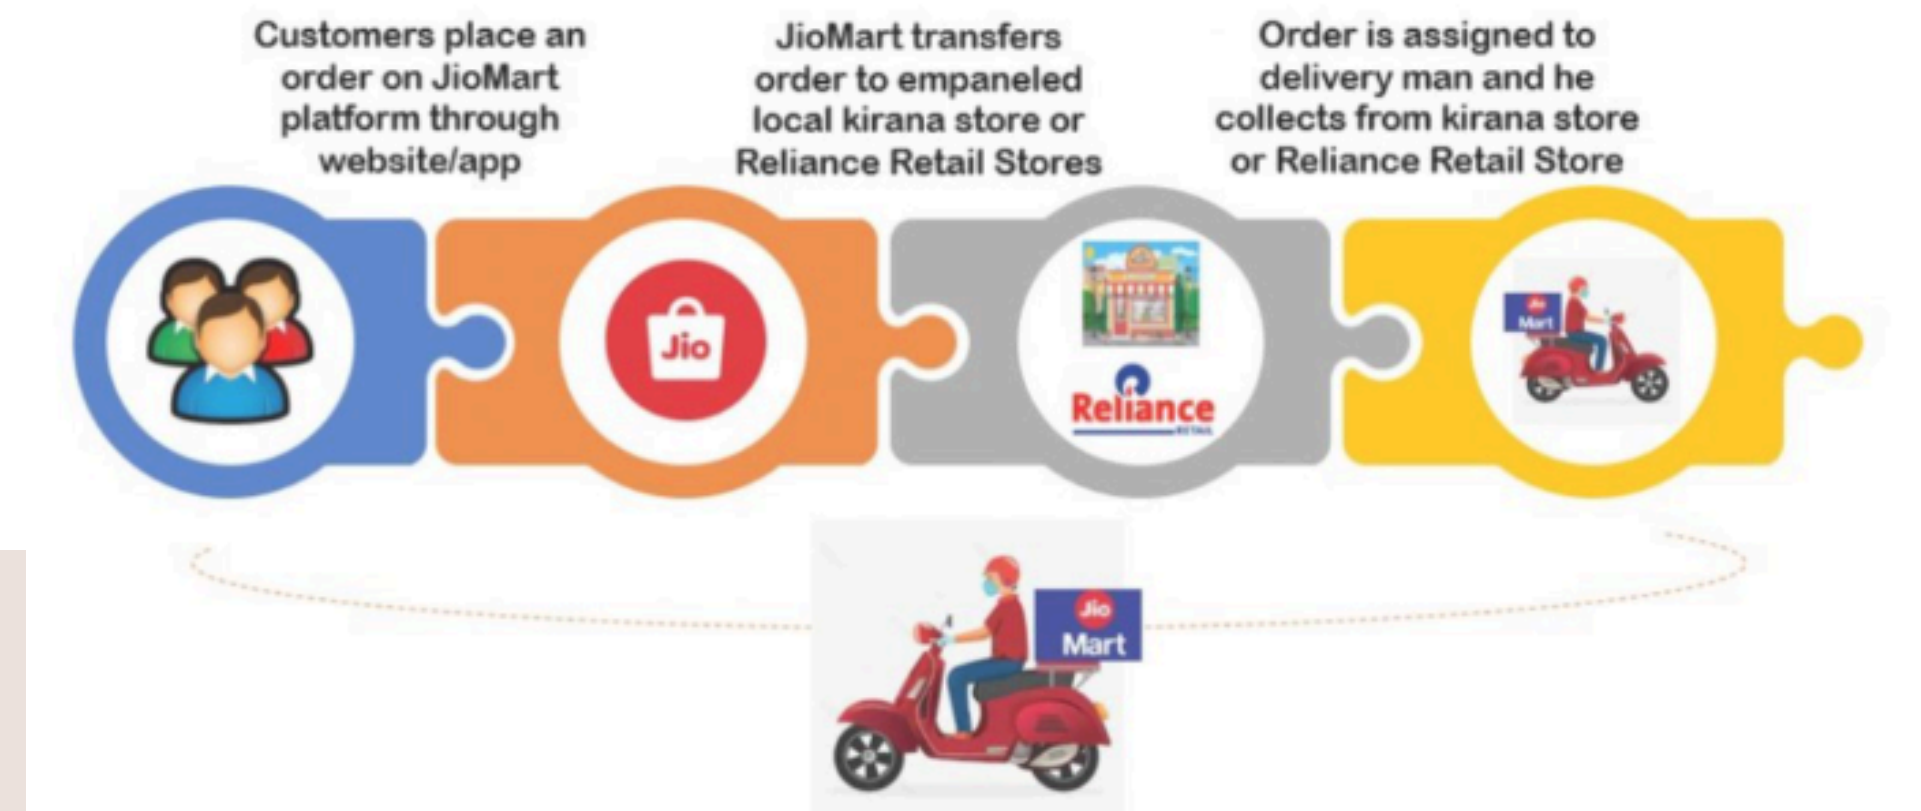 Customers place an
order on JioMart
platform through
website/app
JioMart transfers
order to empaneled
local kirana store or
Reliance Retail Stores
Order is assigned to
delivery man and he
collects from kirana store
or Reliance Retail Store
Jio
Reliance
RETAIL
Jio
Mart
Jio
Mart